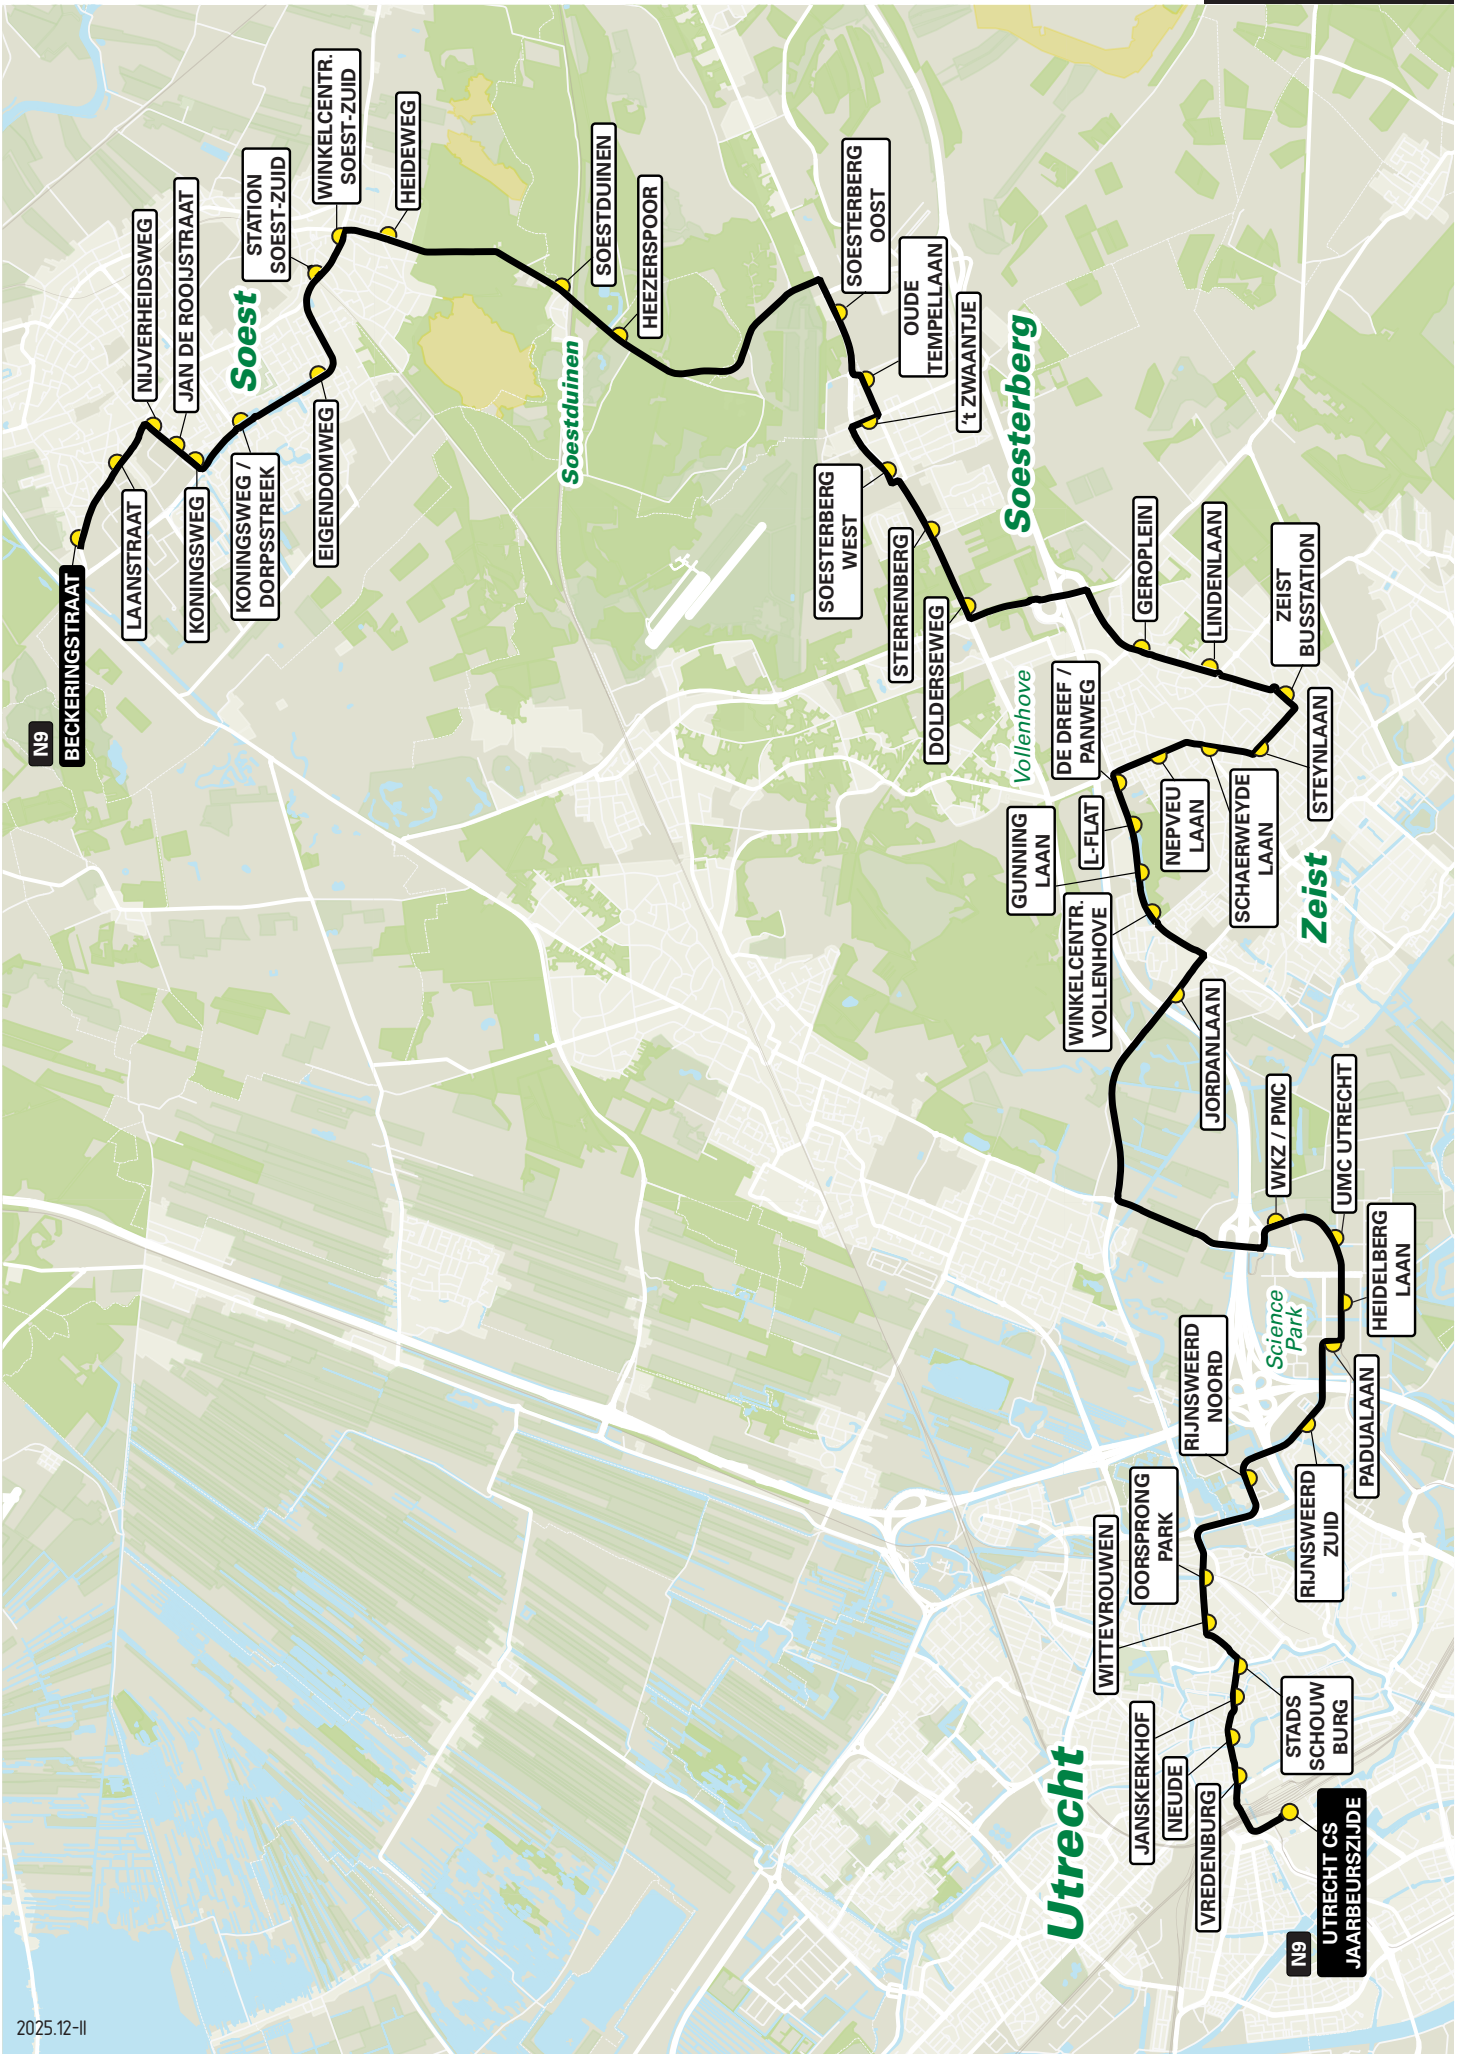 N9
UTRECHT CS
JAARBEURSZIJDE
VREDENBURG
NEUDE
JANSKERKHOF
STADS
SCHOUW
BURG
Utrecht
WITTEVROUWEN
OORSPRONG
PARK
RIJNSWEERD
NOORD
RIJNSWEERD
ZUID
PADUALAAN
Science
Park
HEIDELBERG
LAAN
UMC UTRECHT
WKZ / PMC
JORDANLAAN
WINKELCENTR.
VOLLENHOVE
GUNNING
LAAN
L-FLAT
DE DREEF /
PANWEG
Vollenhove
NEPVEU
LAAN
SCHAERWEYDE
LAAN
Zeist
STEYNLAAN
ZEIST
BUSSTATION
LINDENLAAN
GEROPLEIN
DOLDERSEWEG
STERRENBERG
SOESTERBERG
WEST
Soesterberg
't ZWAANTJE
OUDE
TEMPELLAAN
SOESTERBERG
OOST
HEEZERSPOOR
SOESTDUINEN
Soestduinen
HEIDEWEG
WINKELCENTR.
SOEST-ZUID
STATION
SOEST-ZUID
Soest
EIGENDOMWEG
KONINGSWEG /
DORPSSTREEK
KONINGSWEG
JAN DE ROOIJSTRAAT
NIJVERHEIDSWEG
LAANSTRAAT
N9
BECKERINGSTRAAT
2025.12-II